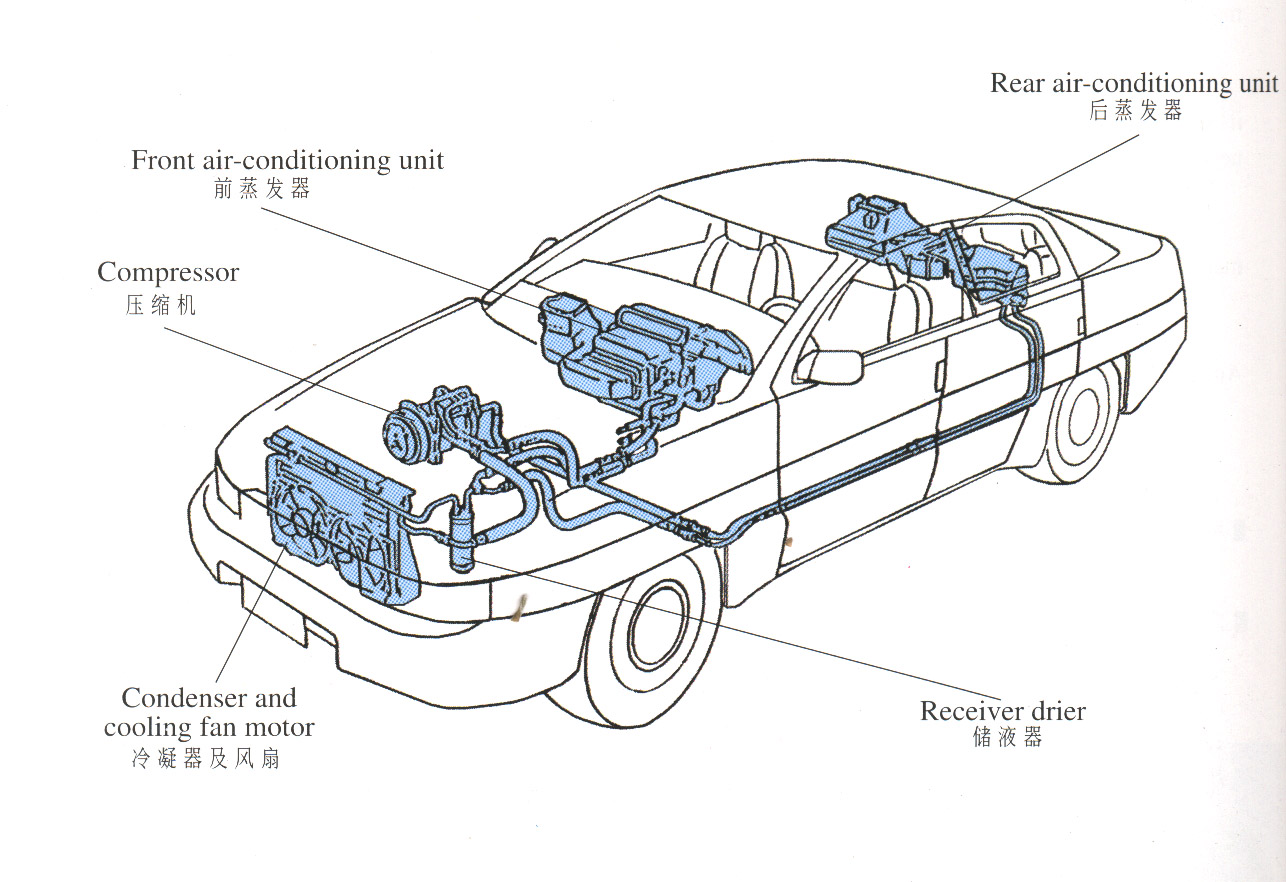 Rear air-conditioning unit
后蒸发器
Front air-conditioning unit
前蒸发器
Compressor
压缩机
Condenser and
cooling fan motor
冷凝器及风扇
Receiver drier
储液器